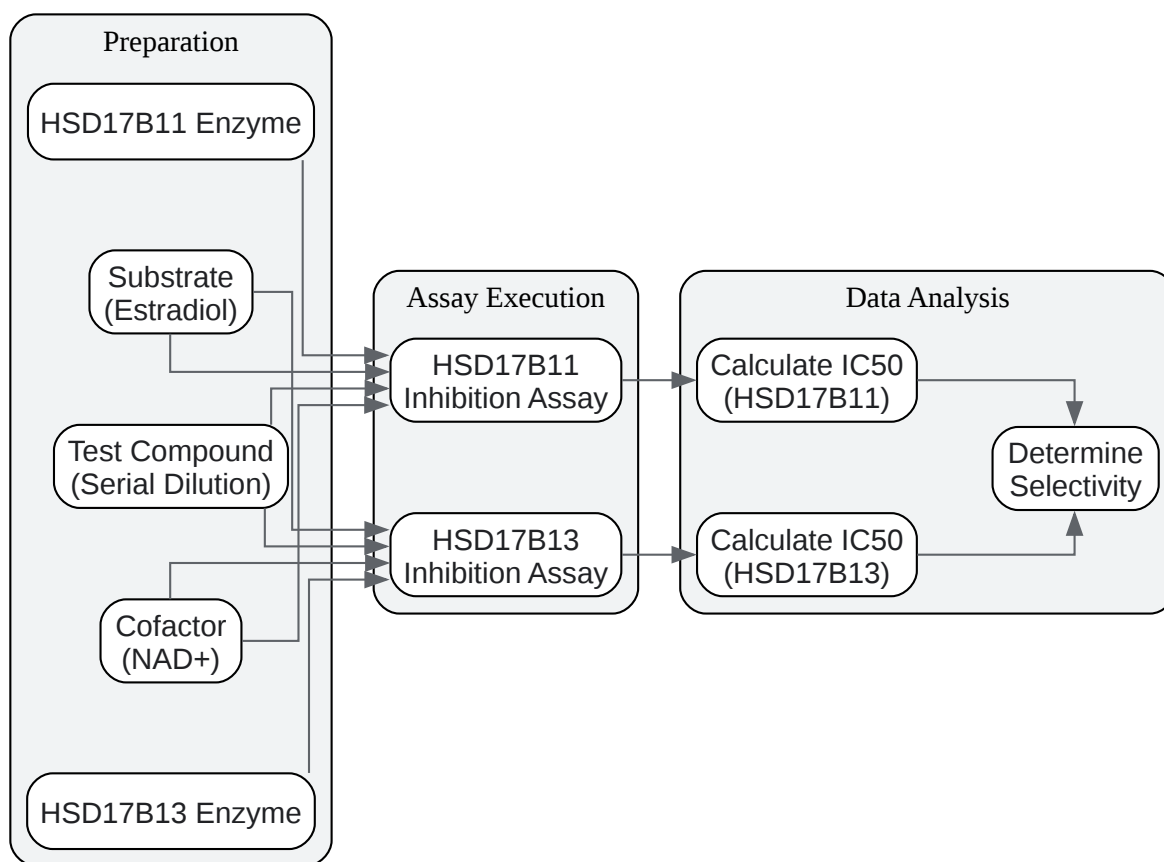 Preparation
HSD17B11 Enzyme
Substrate
(Estradiol)
Test Compound
(Serial Dilution)
Cofactor
(NAD+)
HSD17B13 Enzyme
Assay Execution
HSD17B11
Inhibition Assay
HSD17B13
Inhibition Assay
Data Analysis
Calculate IC50
(HSD17B11)
Calculate IC50
(HSD17B13)
Determine
Selectivity